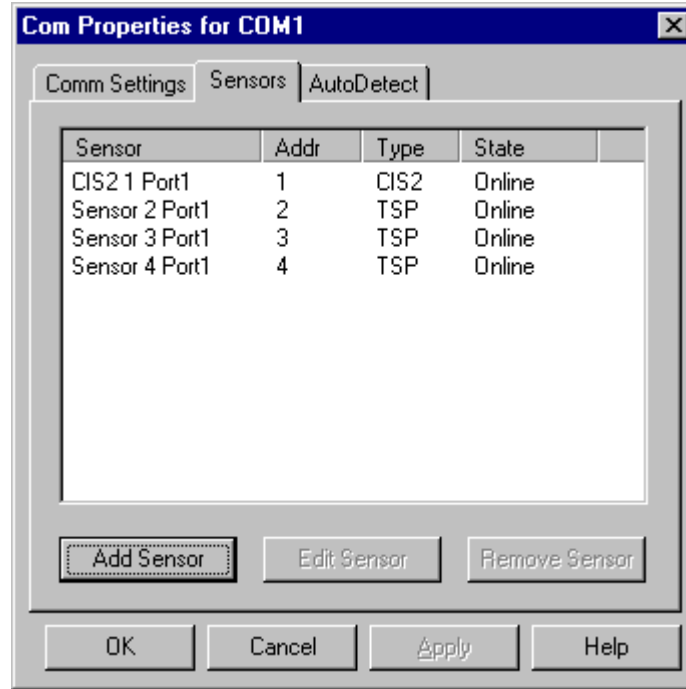 Com Properties for COM1
Comm Settings Sensors AutoDetect
Sensor Addr Type State
CIS2 1 Port1 1 CIS2 Online
Sensor 2 Port1 2 TSP Online
Sensor 3 Port1 3 TSP Online
Sensor 4 Port1 4 TSP Online
Add Sensor Edit Sensor Remove Sensor
OK Cancel Apply Help